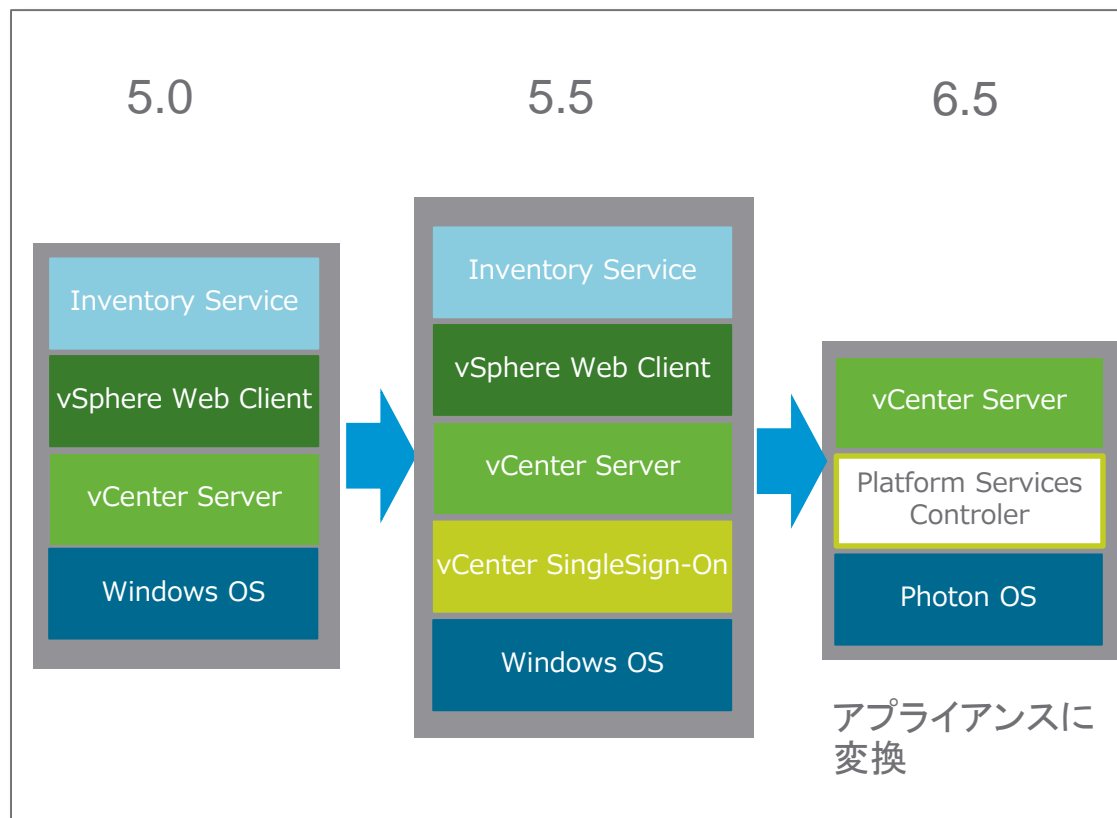 5.0
5.5
6.5
Inventory Service
vSphere Web Client
vCenter Server
Windows OS
Inventory Service
vSphere Web Client
vCenter Server
vCenter SingleSign-On
Windows OS
vCenter Server
Platform Services
Controler
Photon OS
アプライアンスに
変換